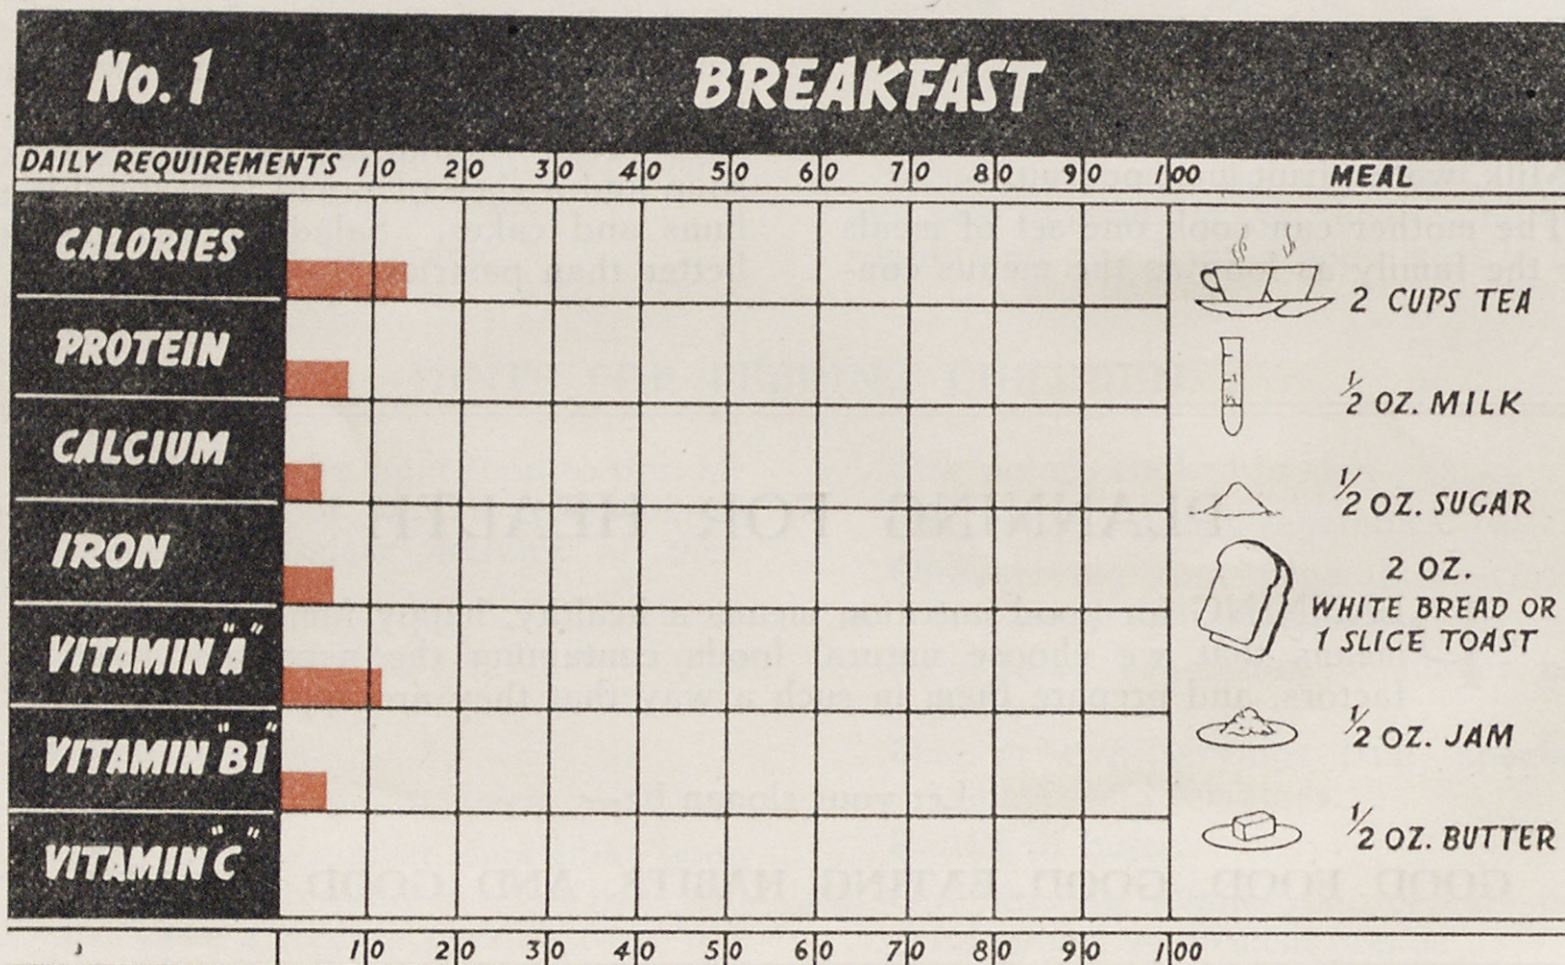 No. 1 BREAKFAST
DAILY REQUIREMENTS 10 20 30 40 50 60 70 80 90 100 MEAL
CALORIES
2 CUPS TEA
PROTEIN
1/2 OZ. MILK
CALCIUM
1/2 OZ. SUGAR
IRON
2 OZ.
WHITE BREAD OR
1 SLICE TOAST
VITAMIN "A"
1/2 OZ. JAM
VITAMIN "B1"
1/2 OZ. BUTTER
VITAMIN "C"
10 20 30 40 50 60 70 80 90 100